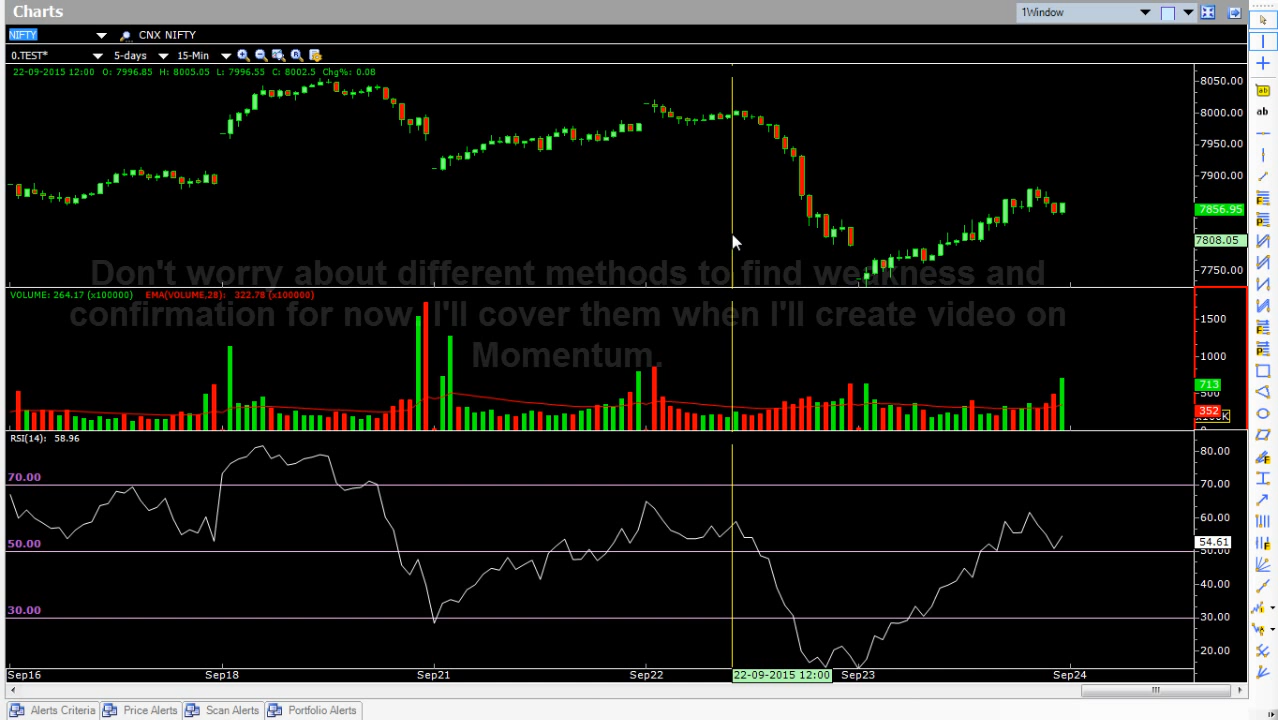 Charts
1Window
NIFTY CNX NIFTY
0.TEST* 5-days 15-Min
22-09-2015 12:00 O: 7996.85 H: 8005.05 L: 7996.55 C: 8002.5 Chg%: 0.08
8050.00
8000.00
7950.00
7900.00
7856.95
7808.05
7750.00
Don't worry about different methods to find weakness and
confirmation for now, I'll cover them when I'll create video on
Momentum.
VOLUME: 264.17 (x100000) EMA(VOLUME,28): 322.78 (x100000)
1500
1000
713
500
352
RSI(14): 58.96
80.00
70.00 70.00
60.00
54.61
50.00 50.00
40.00
30.00 30.00
20.00
Sep16 Sep18 Sep21 Sep22 22-09-2015 12:00 Sep23 Sep24
Alerts Criteria Price Alerts Scan Alerts Portfolio Alerts
ab
ab